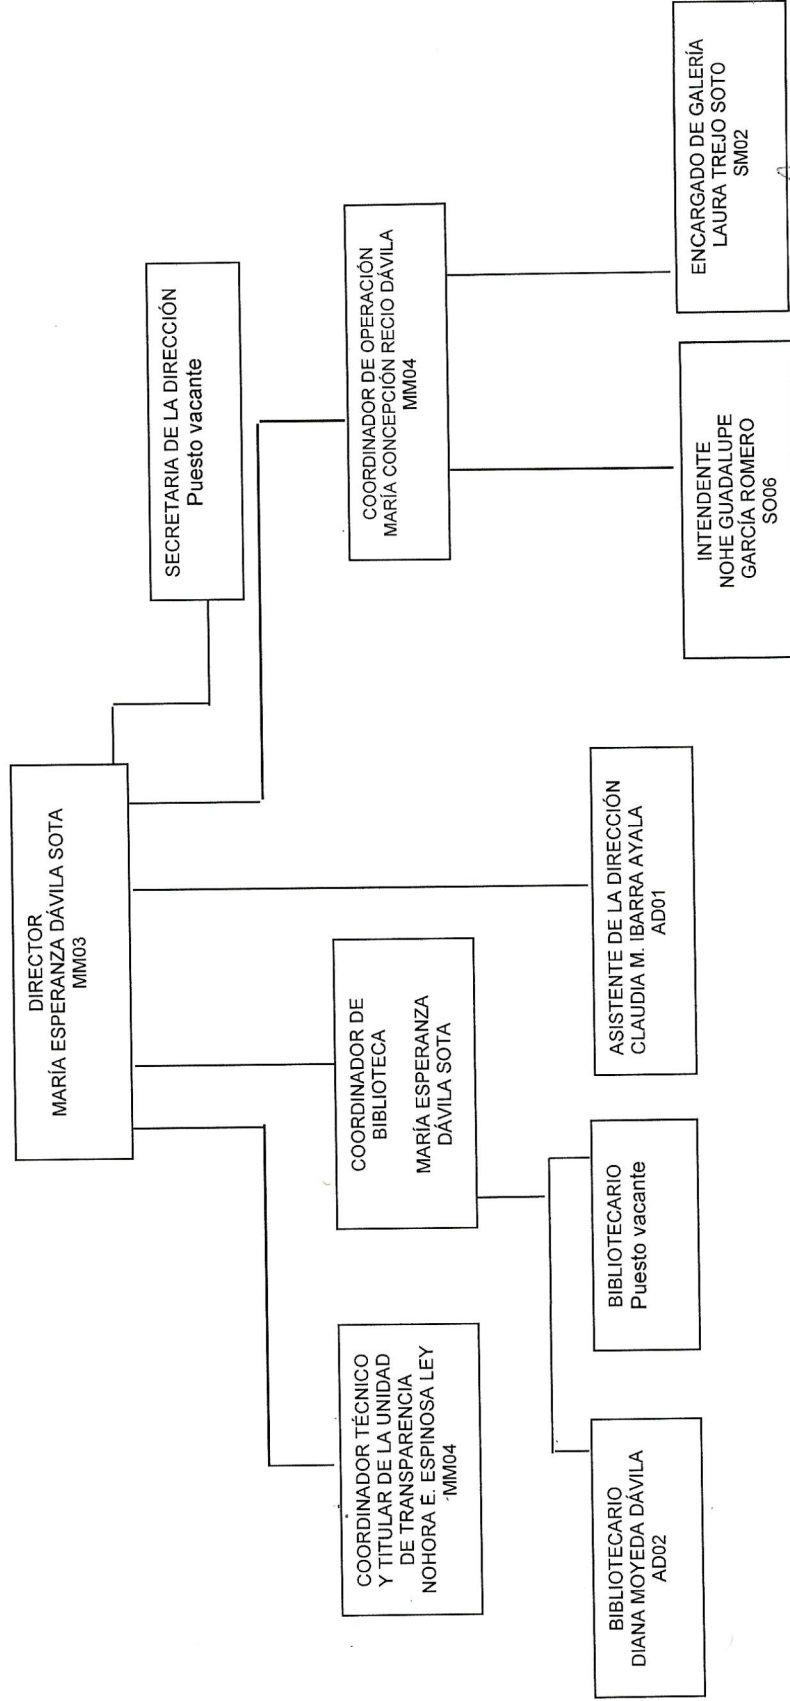 DIRECTOR
MARÍA ESPERANZA DÁVILA SOTA
MM03
SECRETARIA DE LA DIRECCIÓN
Puesto vacante
COORDINADOR TÉCNICO
Y TITULAR DE LA UNIDAD
DE TRANSPARENCIA
NOHORA E. ESPINOSA LEY
MM04
COORDINADOR DE
BIBLIOTECA
MARÍA ESPERANZA
DÁVILA SOTA
COORDINADOR DE OPERACIÓN
MARÍA CONCEPCIÓN RECIO DÁVILA
MM04
BIBLIOTECARIO
DIANA MOYEDA DÁVILA
AD02
BIBLIOTECARIO
Puesto vacante
ASISTENTE DE LA DIRECCIÓN
CLAUDIA M. IBARRA AYALA
AD01
INTENDENTE
NOHE GUADALUPE
GARCÍA ROMERO
SO06
ENCARGADO DE GALERÍA
LAURA TREJO SOTO
SM02